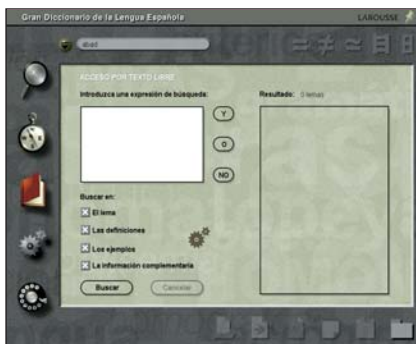 Gran Diccionario de la Lengua Española LAROUSSE
abad
ACCESO POR TEXTO LIBRE
Introduzca una expresión de búsqueda: Resultado: 0 lemas
Y
O
NO
Buscar en:
El lema
Las definiciones
Los ejemplos
La información complementaria
Buscar Cancelar